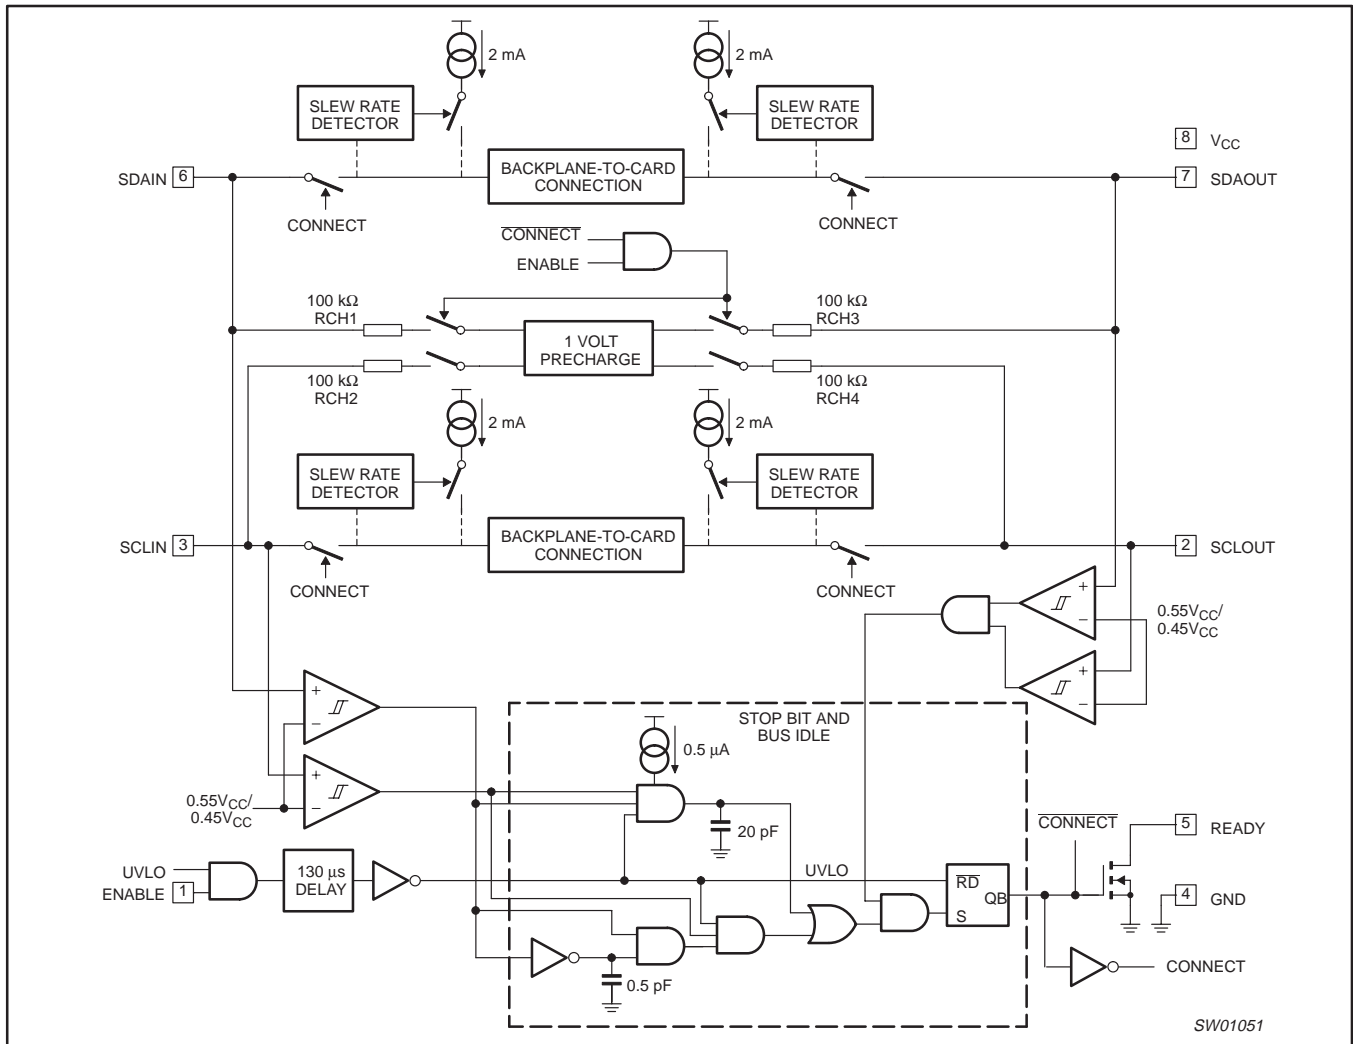 2 mA
2 mA
SLEW RATE
DETECTOR
SLEW RATE
DETECTOR
8 VCC
SDAIN 6
BACKPLANE-TO-CARD
CONNECTION
7 SDAOUT
CONNECT
CONNECT
CONNECT
ENABLE
100 kΩ
RCH1
100 kΩ
RCH3
1 VOLT
PRECHARGE
100 kΩ
RCH2
100 kΩ
RCH4
2 mA
2 mA
SLEW RATE
DETECTOR
SLEW RATE
DETECTOR
SCLIN 3
BACKPLANE-TO-CARD
CONNECTION
2 SCLOUT
CONNECT
CONNECT
+
−
0.55VCC/
0.45VCC
+
−
+
−
STOP BIT AND
BUS IDLE
0.5 µA
+
−
0.55VCC/
0.45VCC
20 pF
CONNECT
5 READY
UVLO
ENABLE 1
130 µs
DELAY
UVLO
RD
QB
S
4 GND
0.5 pF
CONNECT
SW01051